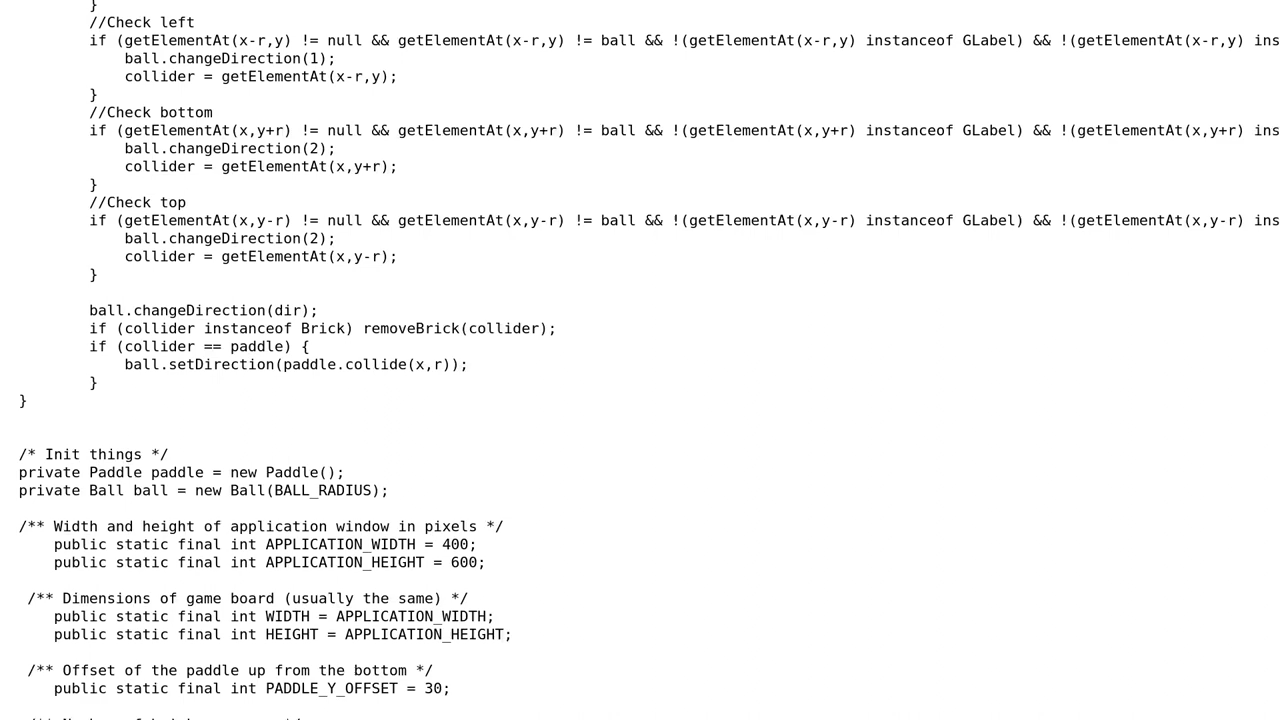 }
//Check left
if (getElementAt(x-r,y) != null && getElementAt(x-r,y) != ball && !(getElementAt(x-r,y) instanceof GLabel) && !(getElementAt(x-r,y) ins
ball.changeDirection(1);
collider = getElementAt(x-r,y);
}
//Check bottom
if (getElementAt(x,y+r) != null && getElementAt(x,y+r) != ball && !(getElementAt(x,y+r) instanceof GLabel) && !(getElementAt(x,y+r) ins
ball.changeDirection(2);
collider = getElementAt(x,y+r);
}
//Check top
if (getElementAt(x,y-r) != null && getElementAt(x,y-r) != ball && !(getElementAt(x,y-r) instanceof GLabel) && !(getElementAt(x,y-r) ins
ball.changeDirection(2);
collider = getElementAt(x,y-r);
}
ball.changeDirection(dir);
if (collider instanceof Brick) removeBrick(collider);
if (collider == paddle) {
ball.setDirection(paddle.collide(x,r));
}
}
/* Init things */
private Paddle paddle = new Paddle();
private Ball ball = new Ball(BALL_RADIUS);
/** Width and height of application window in pixels */
public static final int APPLICATION_WIDTH = 400;
public static final int APPLICATION_HEIGHT = 600;
/** Dimensions of game board (usually the same) */
public static final int WIDTH = APPLICATION_WIDTH;
public static final int HEIGHT = APPLICATION_HEIGHT;
/** Offset of the paddle up from the bottom */
public static final int PADDLE_Y_OFFSET = 30;